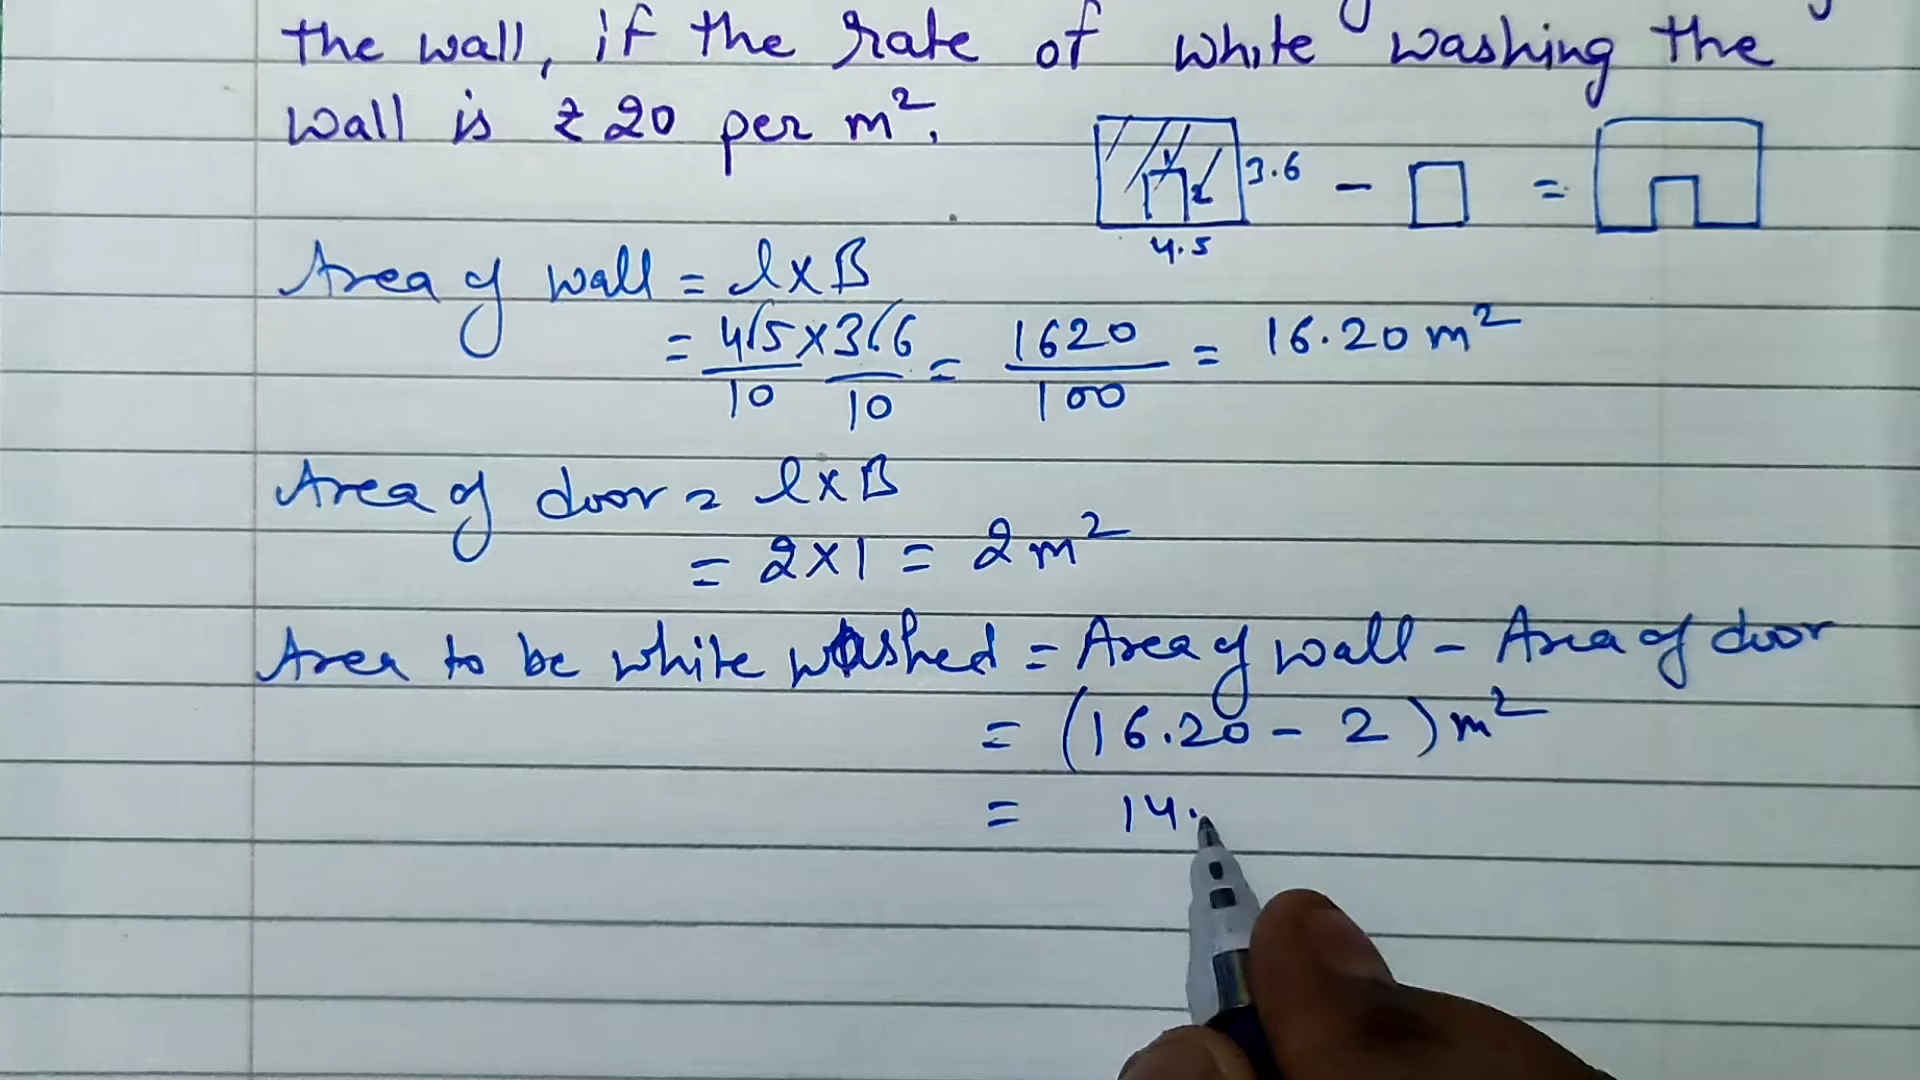 the wall, if the rate of white washing the
wall is ₹ 20 per m².
3.6 - =
2
4.5
Area of wall = l×B
= 4.5×3.6 = 1620 = 16.20 m²
10 10 100
Area of door = l×B
= 2×1 = 2m²
Area to be white washed = Area of wall - Area of door
= (16.20 - 2) m²
= 14.